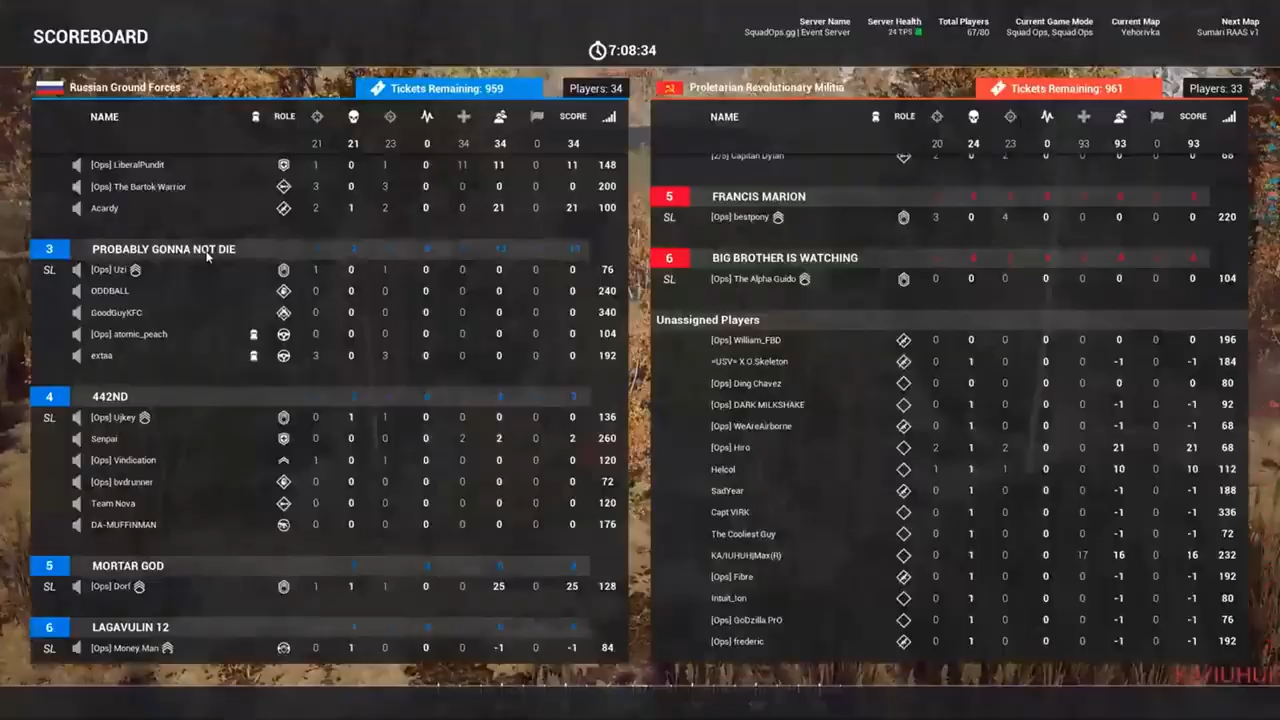 SCOREBOARD
7:08:34
Server Name
SquadOps.gg | Event Server
Server Health
24 TPS
Total Players
67/80
Current Game Mode
Squad Ops, Squad Ops
Current Map
Yehorivka
Next Map
Sumari RAAS v1
Russian Ground Forces
Tickets Remaining: 959
Players: 34
NAME ROLE SCORE
21 21 23 0 34 34 0 34
[Ops] LiberalPundit 1 0 1 0 11 11 0 11 148
[Ops] The Bartok Warrior 3 0 3 0 0 0 0 0 200
Acardy 2 1 2 0 0 21 0 21 100
3 PROBABLY GONNA NOT DIE
SL [Ops] Uzi 1 0 1 0 0 0 0 0 76
ODDBALL 0 0 0 0 0 0 0 0 240
GoodGuyKFC 0 0 0 0 0 0 0 0 340
[Ops] atomic_peach 0 0 0 0 0 0 0 0 104
extaa 3 0 3 0 0 0 0 0 192
4 442ND
SL [Ops] Ujkey 0 1 1 0 0 0 0 0 136
Senpai 0 0 0 0 2 2 0 2 260
[Ops] Vindication 1 0 1 0 0 0 0 0 120
[Ops] bvdrunner 0 0 0 0 0 0 0 0 72
Team Nova 0 0 0 0 0 0 0 0 120
DA-MUFFINMAN 0 0 0 0 0 0 0 0 176
5 MORTAR GOD
SL [Ops] Dorf 1 1 1 0 0 25 0 25 128
6 LAGAVULIN 12
SL [Ops] Money Man 0 1 0 0 0 -1 0 -1 84
Proletarian Revolutionary Militia
Tickets Remaining: 961
Players: 33
NAME ROLE SCORE
20 24 23 0 93 93 0 93
[2/5] Capitan Dylan 2 0 2 0 0 0 0 0 68
5 FRANCIS MARION
SL [Ops] bestpony 3 0 4 0 0 0 0 0 220
6 BIG BROTHER IS WATCHING
SL [Ops] The Alpha Guido 0 0 0 0 0 0 0 0 104
Unassigned Players
[Ops] William_FBD 0 0 0 0 0 0 0 0 196
=USV= X.O.Skeleton 0 1 0 0 0 -1 0 -1 184
[Ops] Ding Chavez 0 0 0 0 0 0 0 0 80
[Ops] DARK MILKSHAKE 0 1 0 0 0 -1 0 -1 92
[Ops] WeAreAirborne 0 1 0 0 0 -1 0 -1 68
[Ops] Hiro 2 1 2 0 0 21 0 21 68
Helcol 1 1 1 0 0 10 0 10 112
SadYear 0 1 0 0 0 -1 0 -1 188
Capt VIRK 0 1 0 0 0 -1 0 -1 336
The Cooliest Guy 0 1 0 0 0 -1 0 -1 72
KA/IUHUH|Max(R) 0 1 0 0 17 16 0 16 232
[Ops] Fibre 0 1 0 0 0 -1 0 -1 192
Intuit_Ion 0 1 0 0 0 -1 0 -1 80
[Ops] GoDzilla PrO 0 1 0 0 0 -1 0 -1 76
[Ops] frederic 0 1 0 0 0 -1 0 -1 192